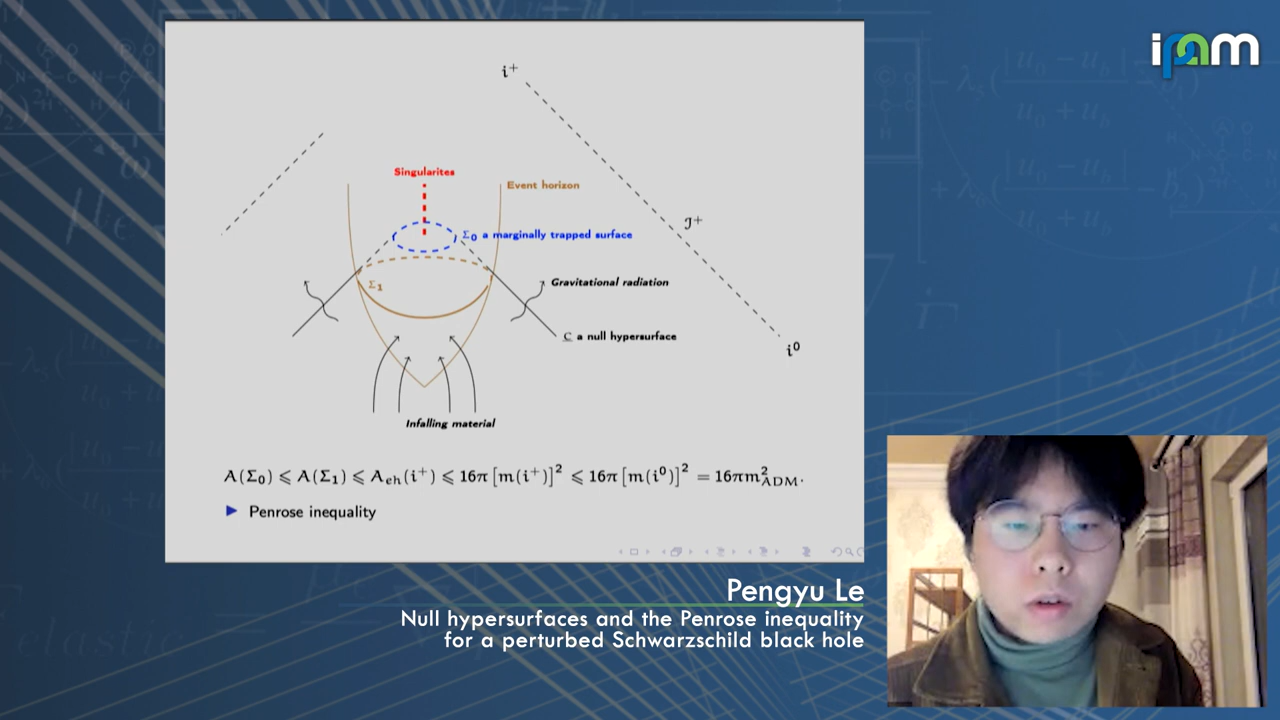 ipam
i⁺
Singularites
Event horizon
Σ₀ a marginally trapped surface
ℐ⁺
Σ₁
Gravitational radiation
C̲ a null hypersurface
i⁰
Infalling material
A(Σ₀) ⩽ A(Σ₁) ⩽ A_eh(i⁺) ⩽ 16π [m(i⁺)]² ⩽ 16π [m(i⁰)]² = 16πm²_ADM.
▶ Penrose inequality
Pengyu Le
Null hypersurfaces and the Penrose inequality
for a perturbed Schwarzschild black hole